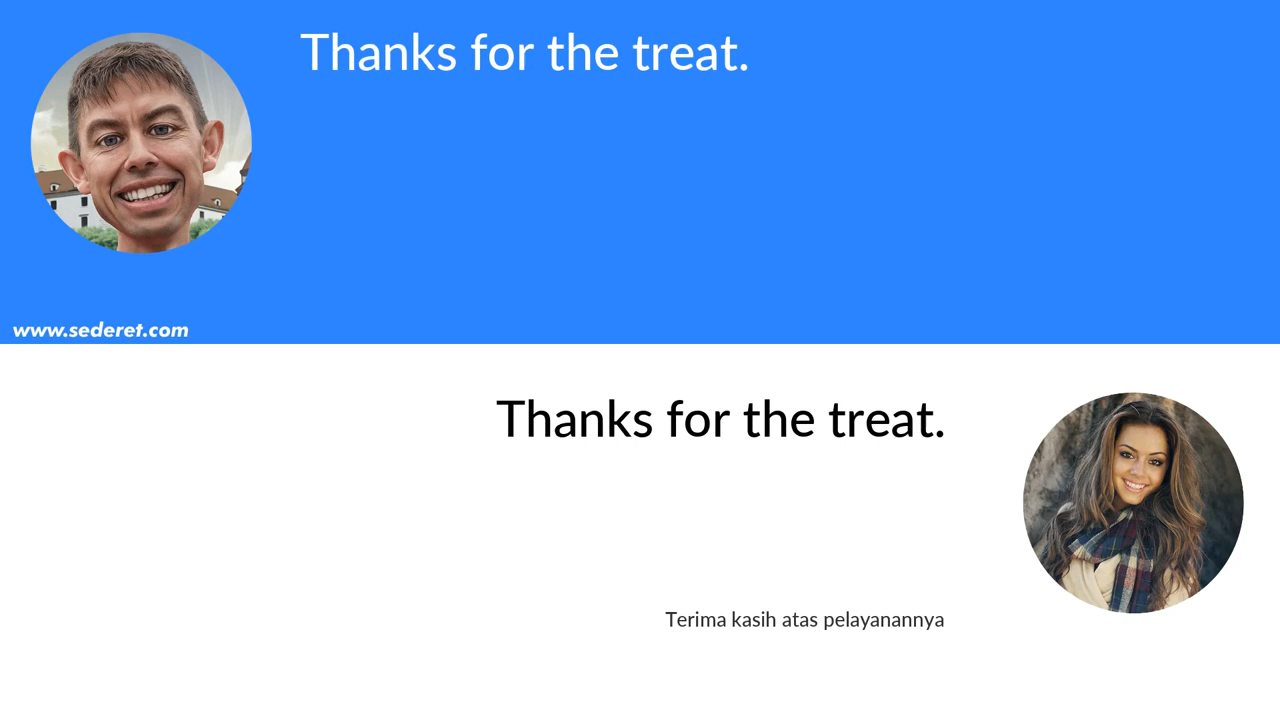 Thanks for the treat.
www.sederet.com
Thanks for the treat.
Terima kasih atas pelayanannya